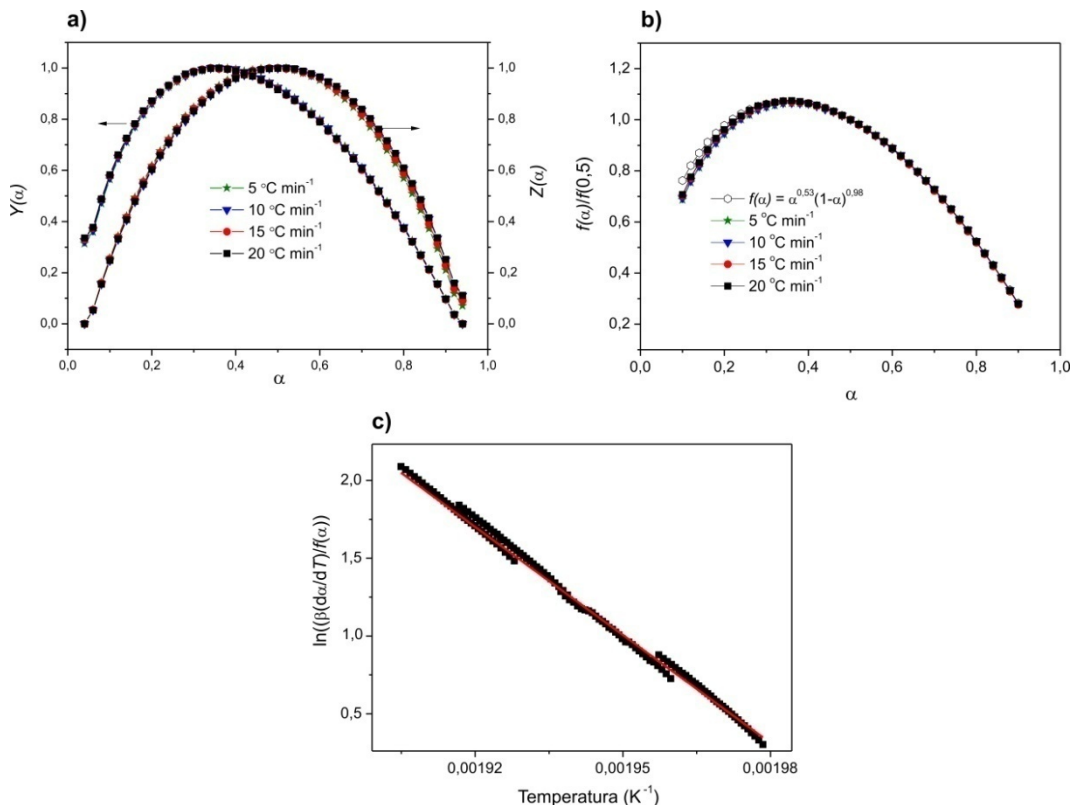 a)
1,0
0,8
0,6
0,4
0,2
0,0
Y(α)
1,0
0,8
0,6
0,4
0,2
0,0
Z(α)
5 °C min⁻¹
10 °C min⁻¹
15 °C min⁻¹
20 °C min⁻¹
0,0 0,2 0,4 0,6 0,8 1,0
α
b)
1,2
1,0
0,8
0,6
0,4
0,2
f(α)/f(0,5)
f(α) = α^0,53(1-α)^0,98
5 °C min⁻¹
10 °C min⁻¹
15 °C min⁻¹
20 °C min⁻¹
0,0 0,2 0,4 0,6 0,8 1,0
α
c)
2,0
1,5
1,0
0,5
ln((β(dα/dT)/f(α))
0,00192 0,00195 0,00198
Temperatura (K⁻¹)